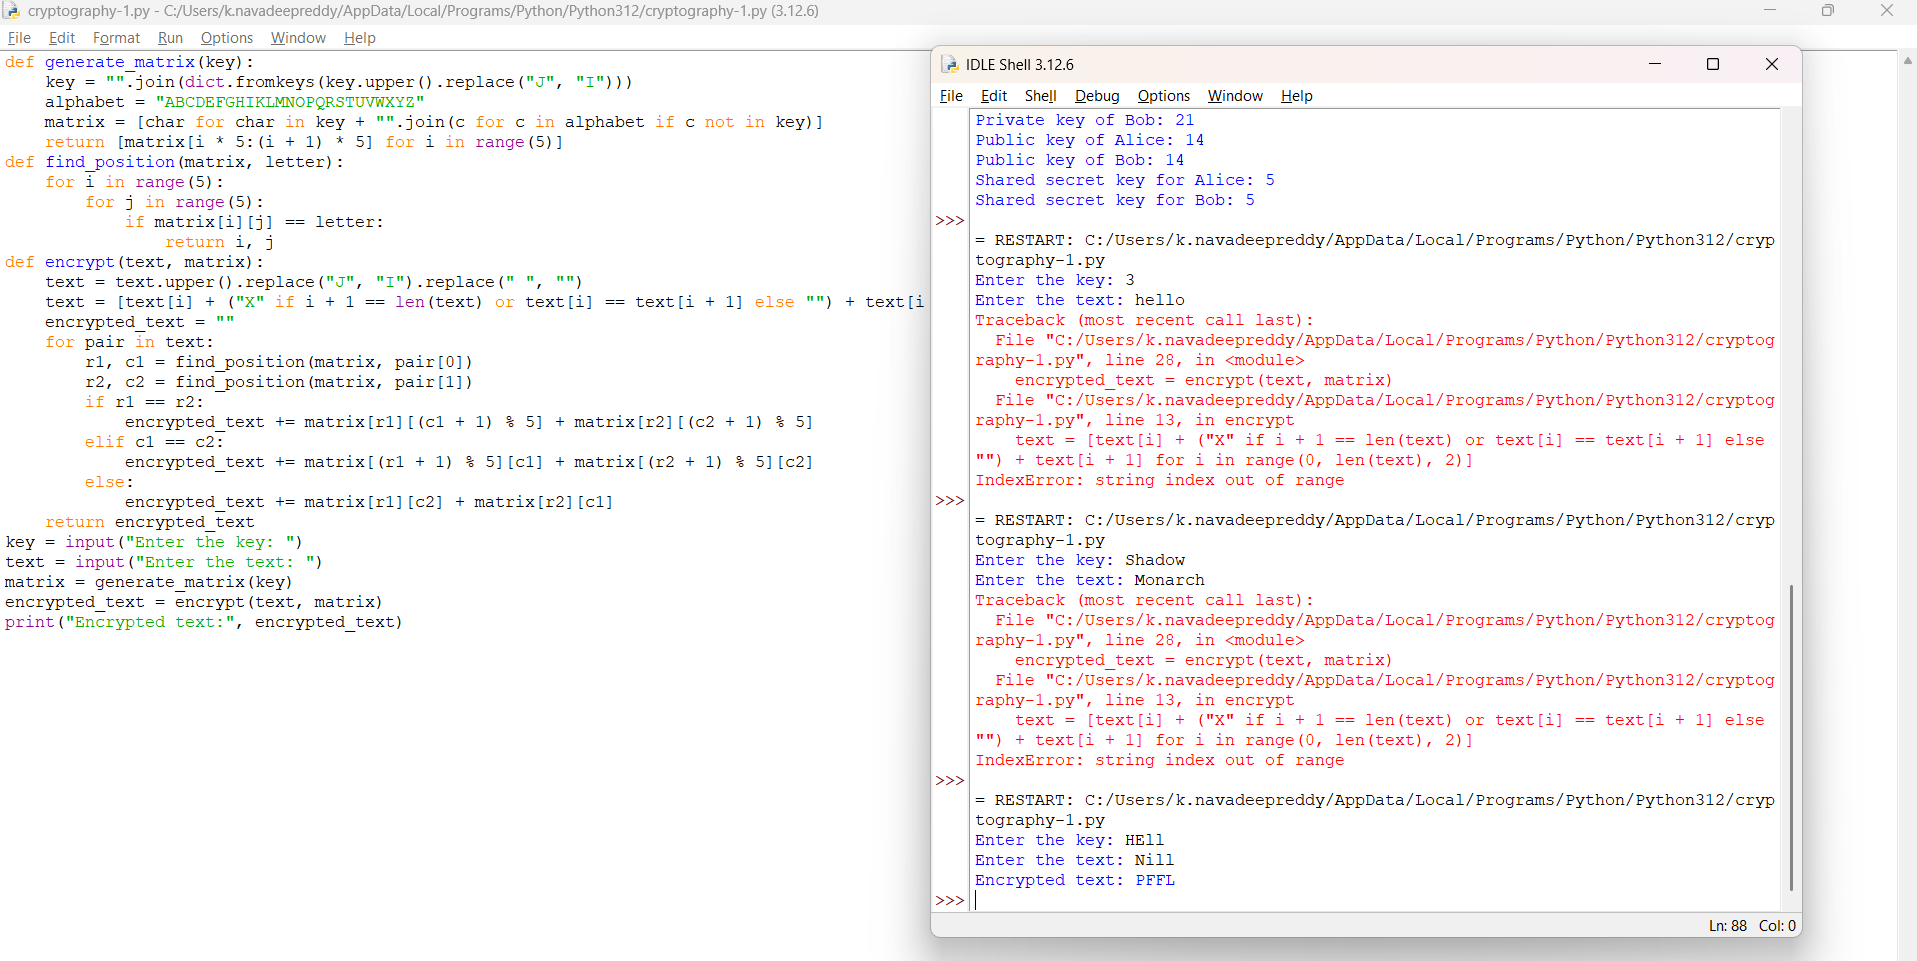 cryptography-1.py - C:/Users/k.navadeepreddy/AppData/Local/Programs/Python/Python312/cryptography-1.py (3.12.6)
File Edit Format Run Options Window Help
def generate_matrix(key):
    key = "".join(dict.fromkeys(key.upper().replace("J", "I")))
    alphabet = "ABCDEFGHIKLMNOPQRSTUVWXYZ"
    matrix = [char for char in key + "".join(c for c in alphabet if c not in key)]
    return [matrix[i * 5:(i + 1) * 5] for i in range(5)]
def find_position(matrix, letter):
    for i in range(5):
        for j in range(5):
            if matrix[i][j] == letter:
                return i, j
def encrypt(text, matrix):
    text = text.upper().replace("J", "I").replace(" ", "")
    text = [text[i] + ("X" if i + 1 == len(text) or text[i] == text[i + 1] else "") + text[i
    encrypted_text = ""
    for pair in text:
        r1, c1 = find_position(matrix, pair[0])
        r2, c2 = find_position(matrix, pair[1])
        if r1 == r2:
            encrypted_text += matrix[r1][(c1 + 1) % 5] + matrix[r2][(c2 + 1) % 5]
        elif c1 == c2:
            encrypted_text += matrix[(r1 + 1) % 5][c1] + matrix[(r2 + 1) % 5][c2]
        else:
            encrypted_text += matrix[r1][c2] + matrix[r2][c1]
    return encrypted_text
key = input("Enter the key: ")
text = input("Enter the text: ")
matrix = generate_matrix(key)
encrypted_text = encrypt(text, matrix)
print("Encrypted text:", encrypted_text)
IDLE Shell 3.12.6
File Edit Shell Debug Options Window Help
Private key of Bob: 21
Public key of Alice: 14
Public key of Bob: 14
Shared secret key for Alice: 5
Shared secret key for Bob: 5
>>>
= RESTART: C:/Users/k.navadeepreddy/AppData/Local/Programs/Python/Python312/cryp
tography-1.py
Enter the key: 3
Enter the text: hello
Traceback (most recent call last):
  File "C:/Users/k.navadeepreddy/AppData/Local/Programs/Python/Python312/cryptog
raphy-1.py", line 28, in <module>
    encrypted_text = encrypt(text, matrix)
  File "C:/Users/k.navadeepreddy/AppData/Local/Programs/Python/Python312/cryptog
raphy-1.py", line 13, in encrypt
    text = [text[i] + ("X" if i + 1 == len(text) or text[i] == text[i + 1] else
"") + text[i + 1] for i in range(0, len(text), 2)]
IndexError: string index out of range
>>>
= RESTART: C:/Users/k.navadeepreddy/AppData/Local/Programs/Python/Python312/cryp
tography-1.py
Enter the key: Shadow
Enter the text: Monarch
Traceback (most recent call last):
  File "C:/Users/k.navadeepreddy/AppData/Local/Programs/Python/Python312/cryptog
raphy-1.py", line 28, in <module>
    encrypted_text = encrypt(text, matrix)
  File "C:/Users/k.navadeepreddy/AppData/Local/Programs/Python/Python312/cryptog
raphy-1.py", line 13, in encrypt
    text = [text[i] + ("X" if i + 1 == len(text) or text[i] == text[i + 1] else
"") + text[i + 1] for i in range(0, len(text), 2)]
IndexError: string index out of range
>>>
= RESTART: C:/Users/k.navadeepreddy/AppData/Local/Programs/Python/Python312/cryp
tography-1.py
Enter the key: HEll
Enter the text: Nill
Encrypted text: PFFL
>>>
Ln: 88 Col: 0